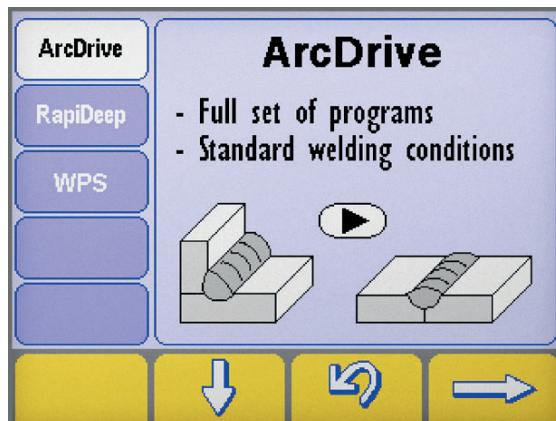 ArcDrive
RapiDeep
WPS
ArcDrive
- Full set of programs
- Standard welding conditions